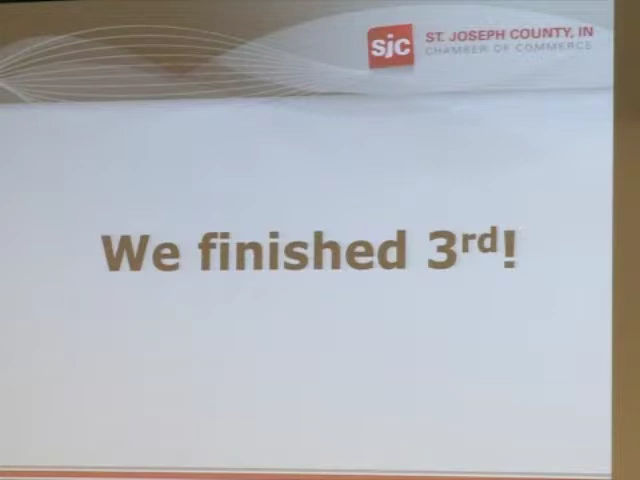 sjc
ST. JOSEPH COUNTY, IN
CHAMBER OF COMMERCE
We finished 3rd!